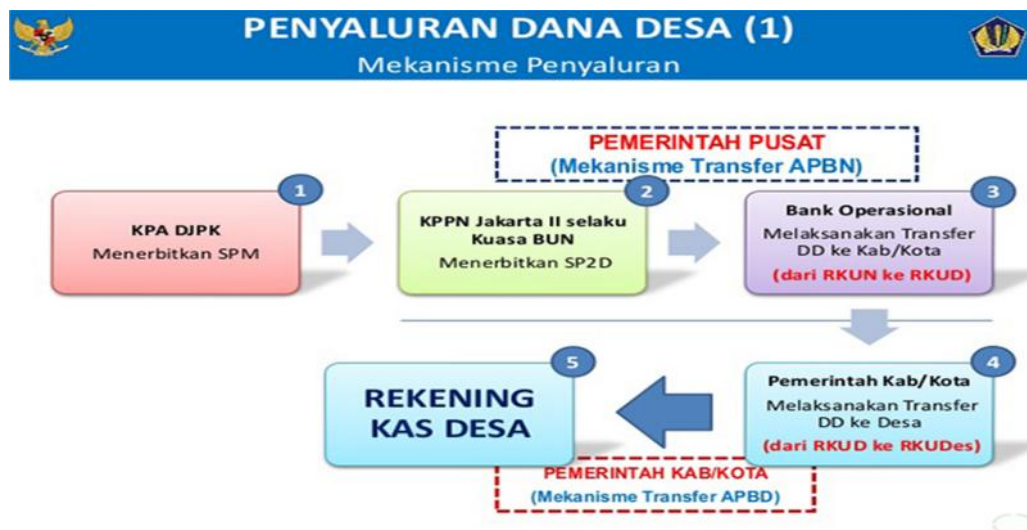 PENYALURAN DANA DESA (1)
Mekanisme Penyaluran
PEMERINTAH PUSAT
(Mekanisme Transfer APBN)
1
KPA DJPK
Menerbitkan SPM
2
KPPN Jakarta II selaku
Kuasa BUN
Menerbitkan SP2D
3
Bank Operasional
Melaksanakan Transfer
DD ke Kab/Kota
(dari RKUN ke RKUD)
4
Pemerintah Kab/Kota
Melaksanakan Transfer
DD ke Desa
(dari RKUD ke RKUDes)
5
REKENING
KAS DESA
PEMERINTAH KAB/KOTA
(Mekanisme Transfer APBD)